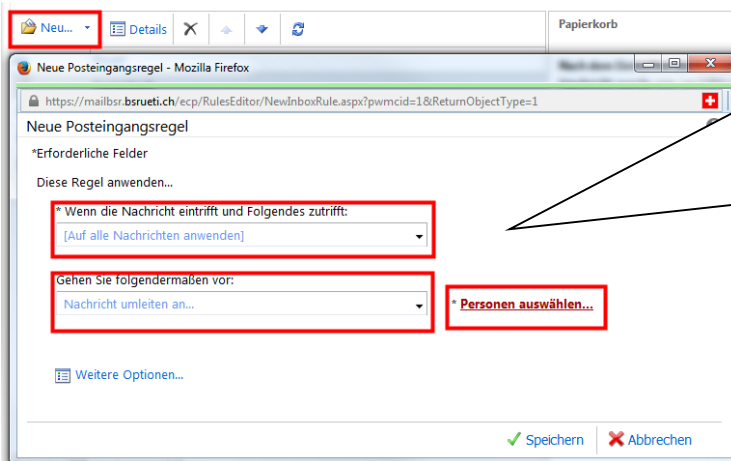 Neu...
Details
Papierkorb
Neue Posteingangsregel - Mozilla Firefox
https://mailbsr.bsrueti.ch/ecp/RulesEditor/NewInboxRule.aspx?pwmcid=1&ReturnObjectType=1
Neue Posteingangsregel
*Erforderliche Felder
Diese Regel anwenden...
* Wenn die Nachricht eintrifft und Folgendes zutrifft:
[Auf alle Nachrichten anwenden]
Gehen Sie folgendermaßen vor:
Nachricht umleiten an...
* Personen auswählen...
Weitere Optionen...
Speichern
Abbrechen